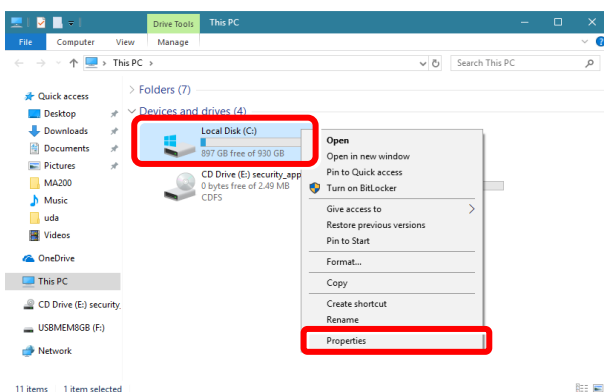 Drive Tools
This PC
File
Computer
View
Manage
This PC
Search This PC
Quick access
Desktop
Downloads
Documents
Pictures
MA200
Music
uda
Videos
OneDrive
This PC
CD Drive (E:) security_
USBMEM8GB (F:)
Network
Folders (7)
Devices and drives (4)
Local Disk (C:)
897 GB free of 930 GB
CD Drive (E:) security_app
0 bytes free of 2.49 MB
CDFS
Open
Open in new window
Pin to Quick access
Turn on BitLocker
Give access to
Restore previous versions
Pin to Start
Format...
Copy
Create shortcut
Rename
Properties
11 items
1 item selected